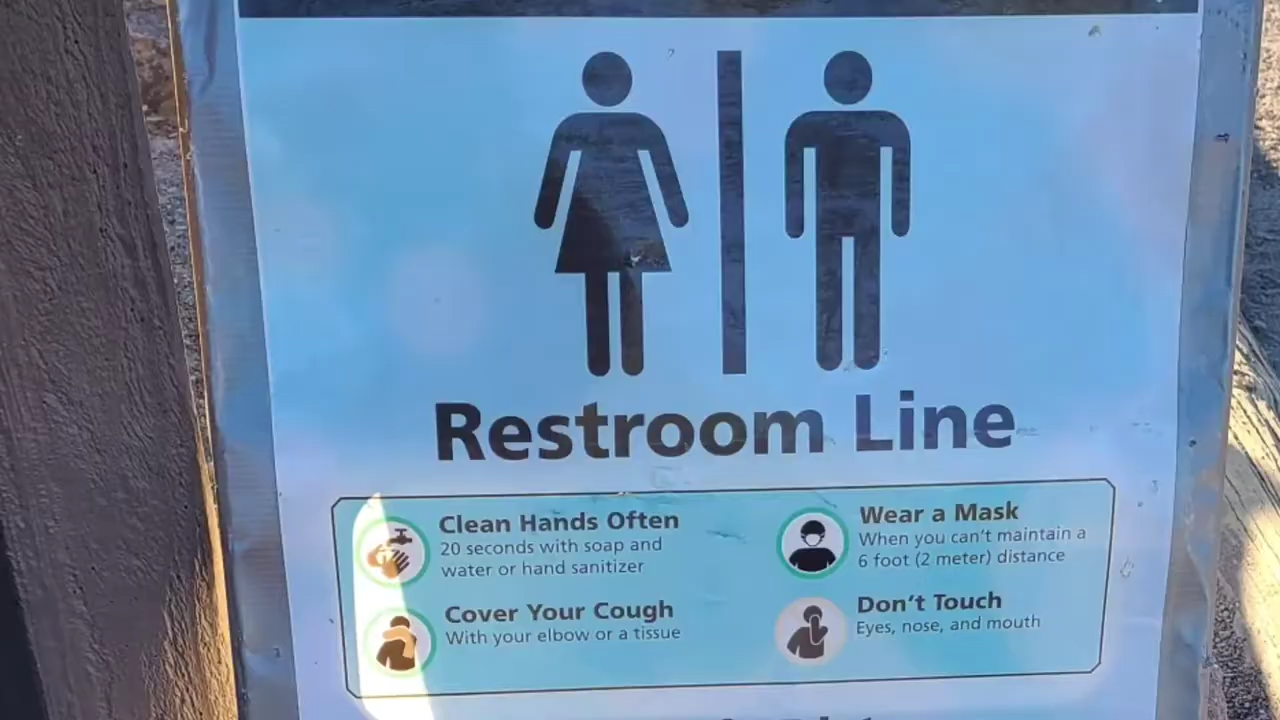 Restroom Line
Clean Hands Often
20 seconds with soap and
water or hand sanitizer
Cover Your Cough
With your elbow or a tissue
Wear a Mask
When you can't maintain a
6 foot (2 meter) distance
Don't Touch
Eyes, nose, and mouth